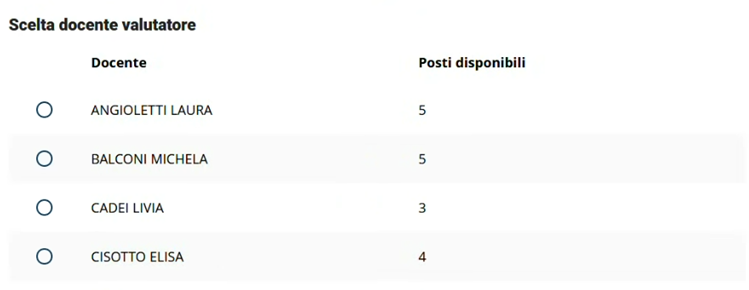 Scelta docente valutatore
Docente Posti disponibili
ANGIOLETTI LAURA 5
BALCONI MICHELA 5
CADEI LIVIA 3
CISOTTO ELISA 4